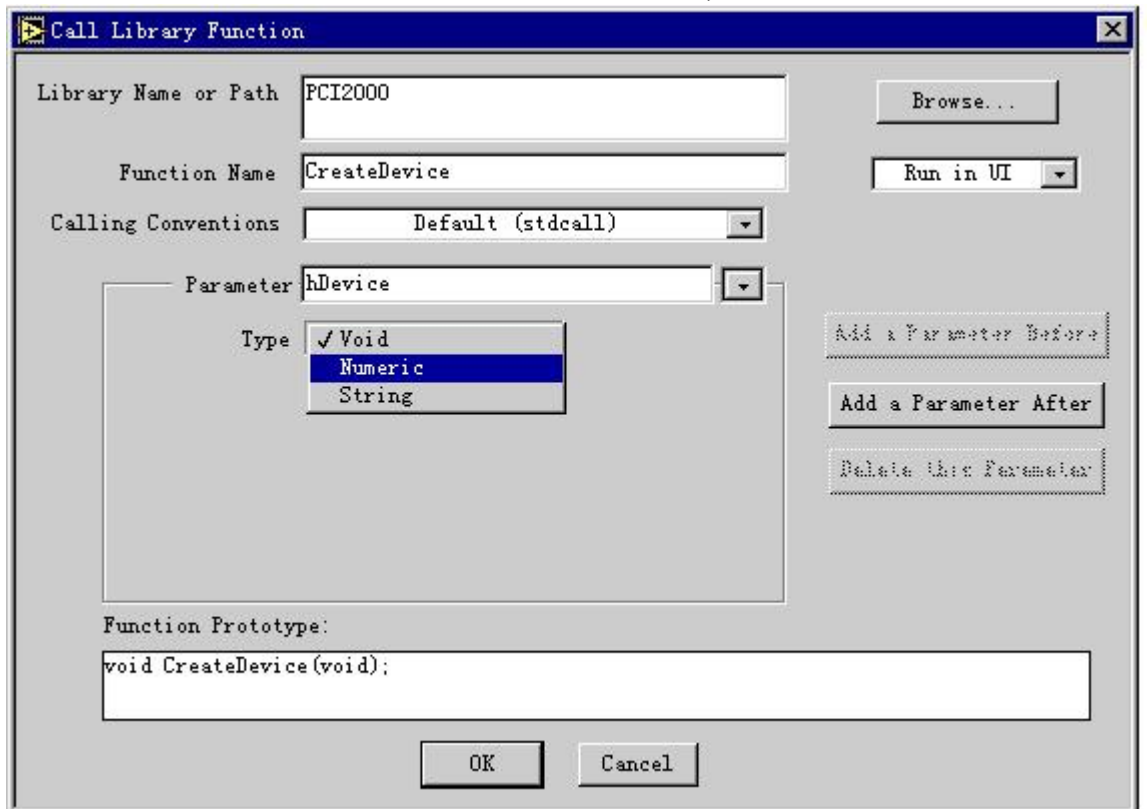 Call Library Function
Library Name or Path PCI2000 Browse...
Function Name CreateDevice Run in UI
Calling Conventions Default (stdcall)
Parameter hDevice
Type ✓ Void
Numeric
String
Add a Parameter Before
Add a Parameter After
Delete this Parameter
Function Prototype:
void CreateDevice(void);
OK Cancel